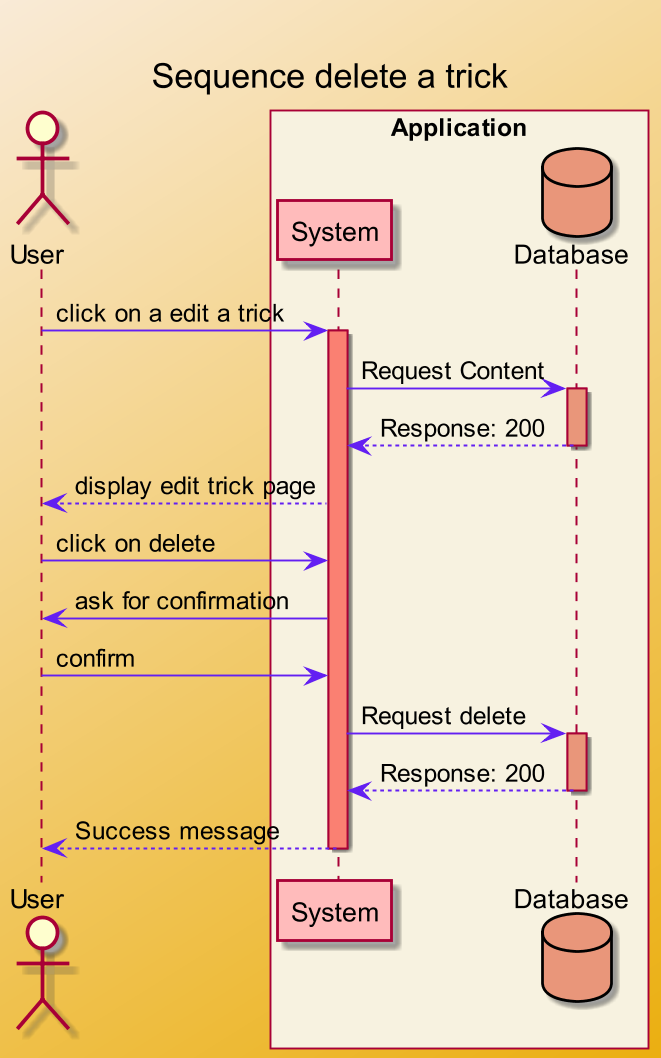 Sequence delete a trick
Application
User
System
Database
click on a edit a trick
Request Content
Response: 200
display edit trick page
click on delete
ask for confirmation
confirm
Request delete
Response: 200
Success message
User
System
Database